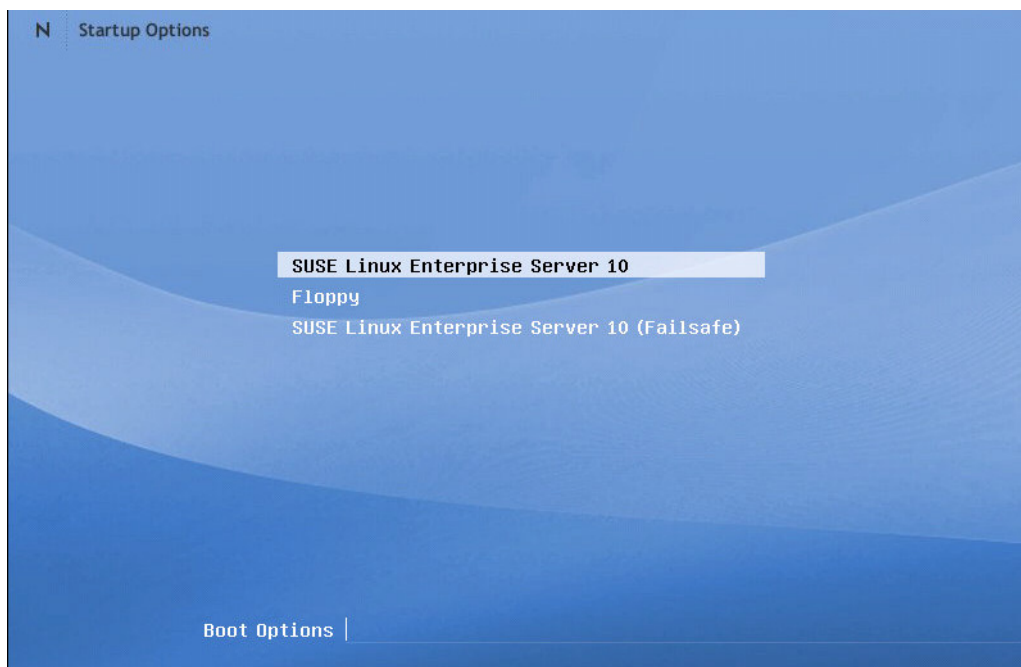 N Startup Options
SUSE Linux Enterprise Server 10
Floppy
SUSE Linux Enterprise Server 10 (Failsafe)
Boot Options